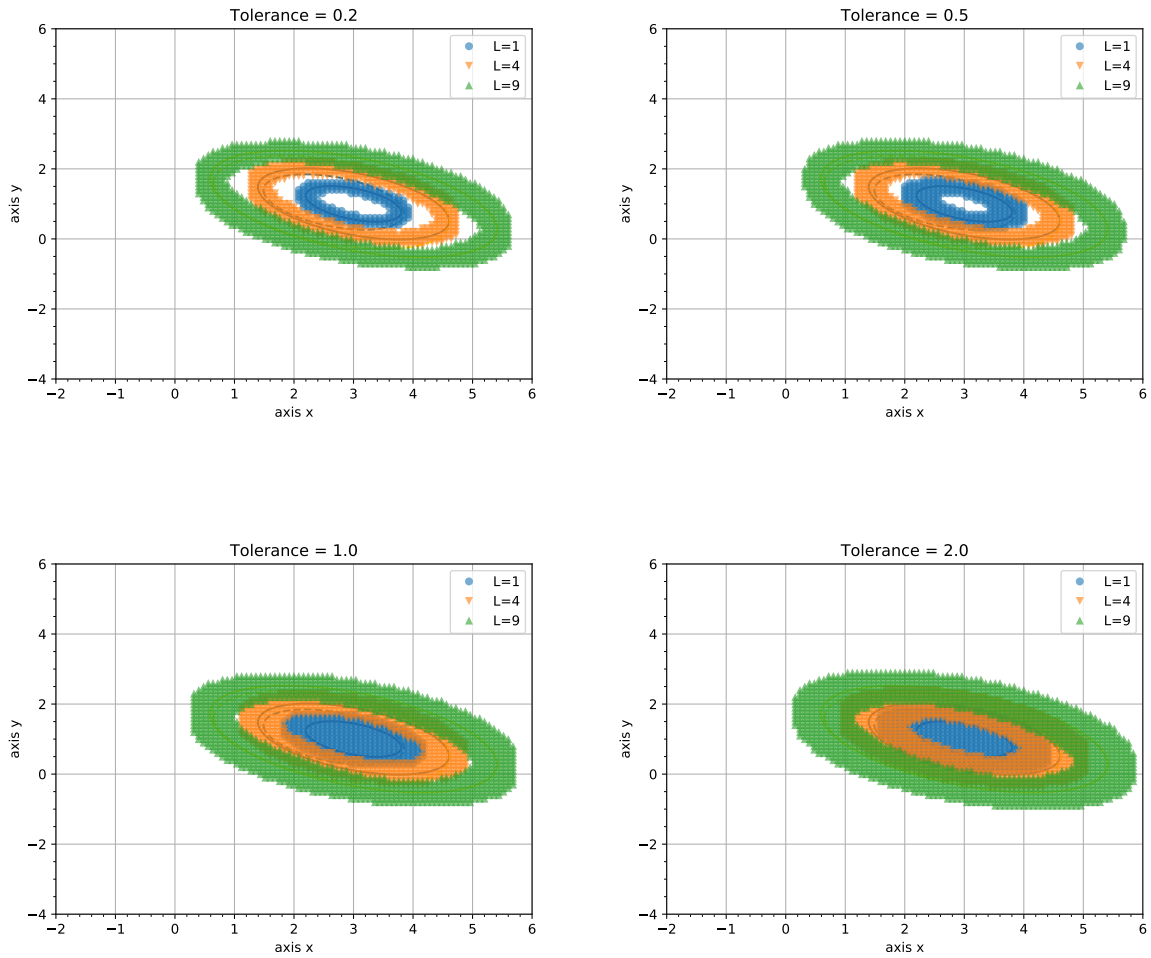 Tolerance = 0.2
6
4
2
0
−2
−4
−2 −1 0 1 2 3 4 5 6
axis x
axis y
L=1
L=4
L=9
Tolerance = 0.5
6
4
2
0
−2
−4
−2 −1 0 1 2 3 4 5 6
axis x
axis y
L=1
L=4
L=9
Tolerance = 1.0
6
4
2
0
−2
−4
−2 −1 0 1 2 3 4 5 6
axis x
axis y
L=1
L=4
L=9
Tolerance = 2.0
6
4
2
0
−2
−4
−2 −1 0 1 2 3 4 5 6
axis x
axis y
L=1
L=4
L=9